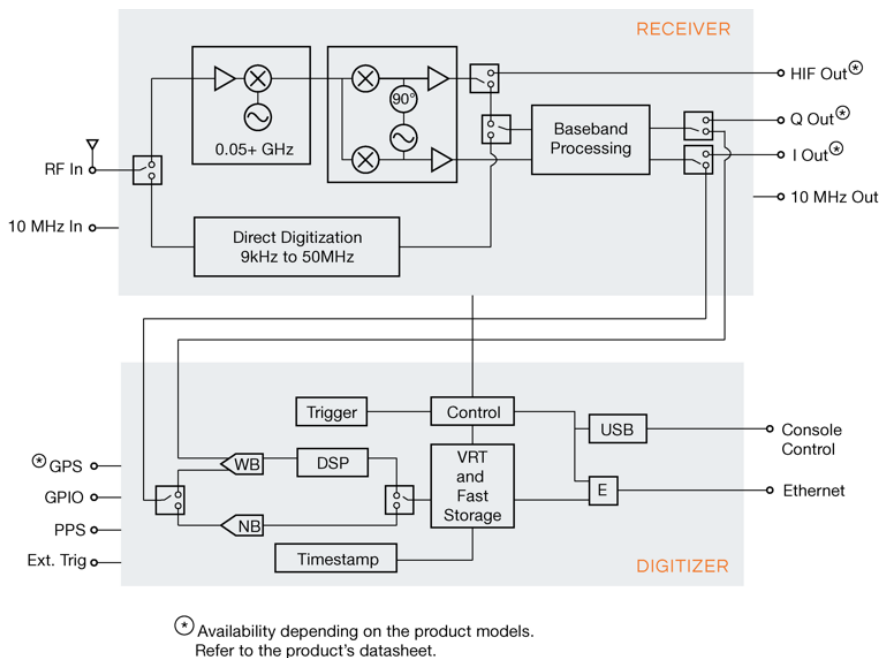 RECEIVER
HIF Out*
90°
Q Out*
Baseband
Processing
0.05+ GHz
I Out*
RF In
10 MHz Out
10 MHz In
Direct Digitization
9kHz to 50MHz
Trigger
Control
USB
Console
Control
*GPS
WB
DSP
VRT
and
Fast
Storage
E
Ethernet
GPIO
NB
PPS
Ext. Trig
Timestamp
DIGITIZER
* Availability depending on the product models.
Refer to the product's datasheet.